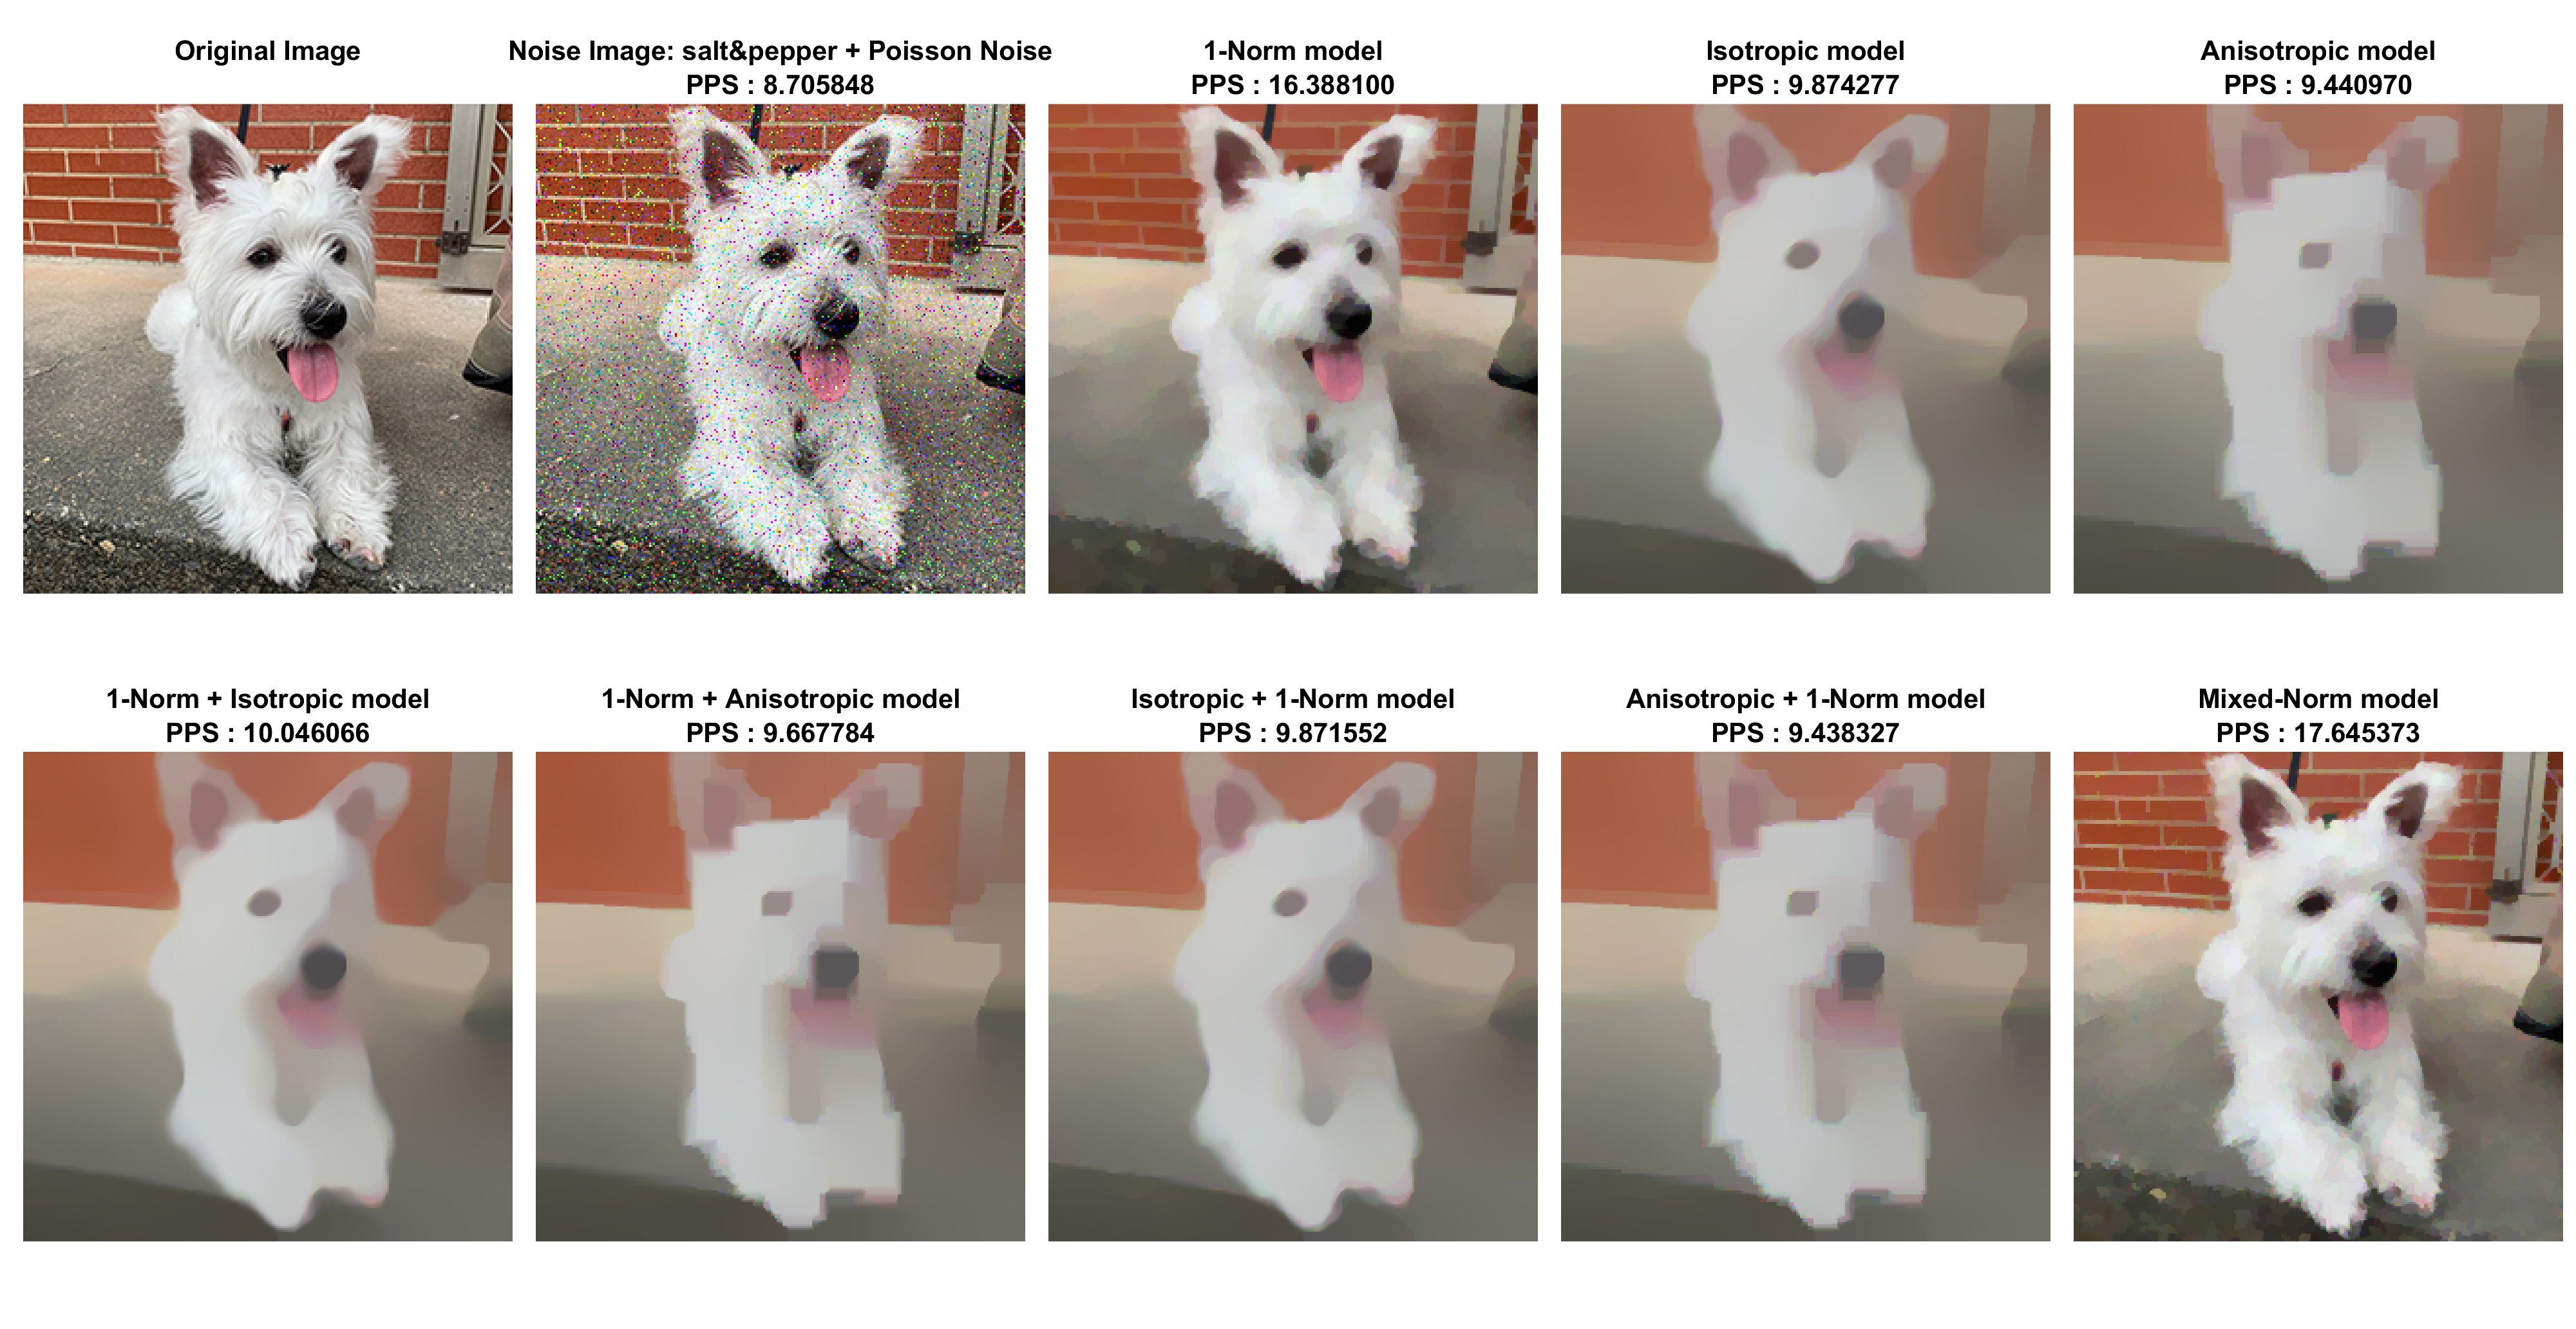 Original Image
Noise Image: salt&pepper + Poisson Noise
PPS : 8.705848
1-Norm model
PPS : 16.388100
Isotropic model
PPS : 9.874277
Anisotropic model
PPS : 9.440970
1-Norm + Isotropic model
PPS : 10.046066
1-Norm + Anisotropic model
PPS : 9.667784
Isotropic + 1-Norm model
PPS : 9.871552
Anisotropic + 1-Norm model
PPS : 9.438327
Mixed-Norm model
PPS : 17.645373